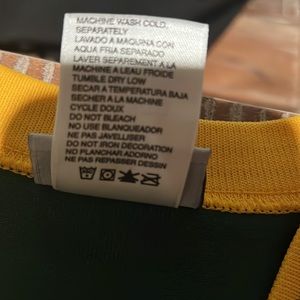 MACHINE WASH COLD,
SEPARATELY
LAVADO A MAQUINA CON
AQUA FRIA SEPARADO
LAVER SEPAREMENT A LA
MACHINE A LEAU FROIDE
TUMBLE DRY LOW
SECAR A TEMPERATURA BAJA
SECHER A LA MACHINE
CYCLE DOUX
DO NOT BLEACH
NO USE BLANQUEADOR
NE PAS JAVELLISER
DO NOT IRON DECORATION
ND PLANCHAR ADORNO
NE PAS REPASSER DESSIN